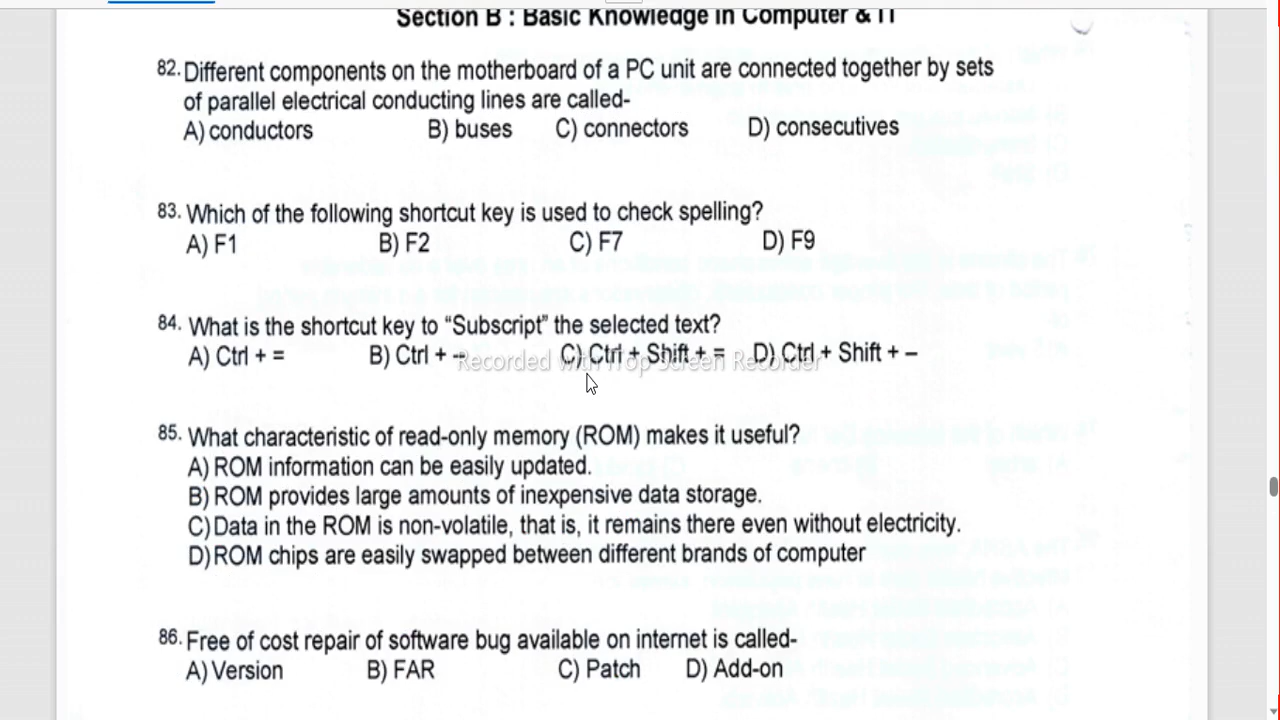 Section B : Basic Knowledge in Computer & IT
82. Different components on the motherboard of a PC unit are connected together by sets
of parallel electrical conducting lines are called-
A) conductors B) buses C) connectors D) consecutives
83. Which of the following shortcut key is used to check spelling?
A) F1 B) F2 C) F7 D) F9
84. What is the shortcut key to “Subscript” the selected text?
A) Ctrl + = B) Ctrl + – C) Ctrl + Shift + = D) Ctrl + Shift + –
Recorded with iTop Screen Recorder
85. What characteristic of read-only memory (ROM) makes it useful?
A) ROM information can be easily updated.
B) ROM provides large amounts of inexpensive data storage.
C) Data in the ROM is non-volatile, that is, it remains there even without electricity.
D) ROM chips are easily swapped between different brands of computer
86. Free of cost repair of software bug available on internet is called-
A) Version B) FAR C) Patch D) Add-on